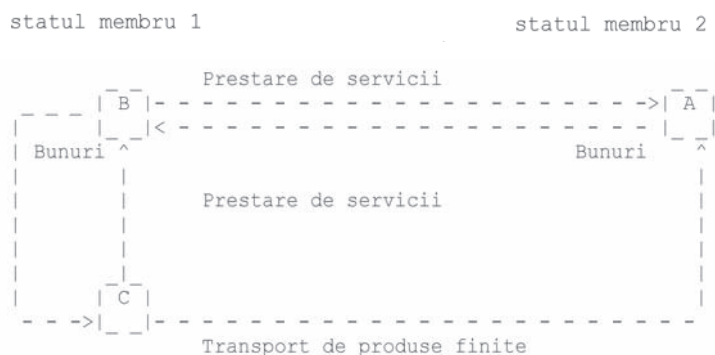 statul membru 1 statul membru 2
Prestare de servicii
B A
Bunuri Bunuri
Prestare de servicii
C
Transport de produse finite